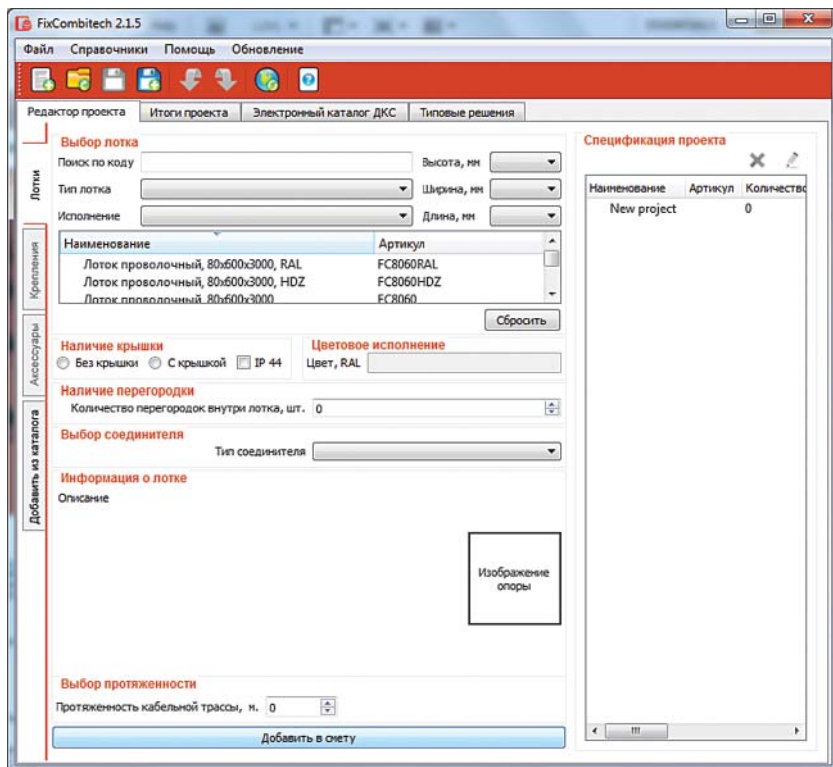 FixCombitech 2.1.5
Файл Справочники Помощь Обновление
Редактор проекта Итоги проекта Электронный каталог ДКС Типовые решения
Лотки
Крепления
Аксессуары
Добавить из каталога
Выбор лотка
Поиск по коду Высота, мм
Тип лотка Ширина, мм
Исполнение Длина, мм
Наименование Артикул
Лоток проволочный, 80x600x3000, RAL FC8060RAL
Лоток проволочный, 80x600x3000, HDZ FC8060HDZ
Лоток проволочный, 80x600x3000 FC8060
Сбросить
Наличие крышки Цветовое исполнение
Без крышки С крышкой IP 44 Цвет, RAL
Наличие перегородки
Количество перегородок внутри лотка, шт. 0
Выбор соединителя
Тип соединителя
Информация о лотке
Описание
Изображение
опоры
Выбор протяженности
Протяженность кабельной трассы, м. 0
Добавить в смету
Спецификация проекта
Наименование Артикул Количество
New project 0